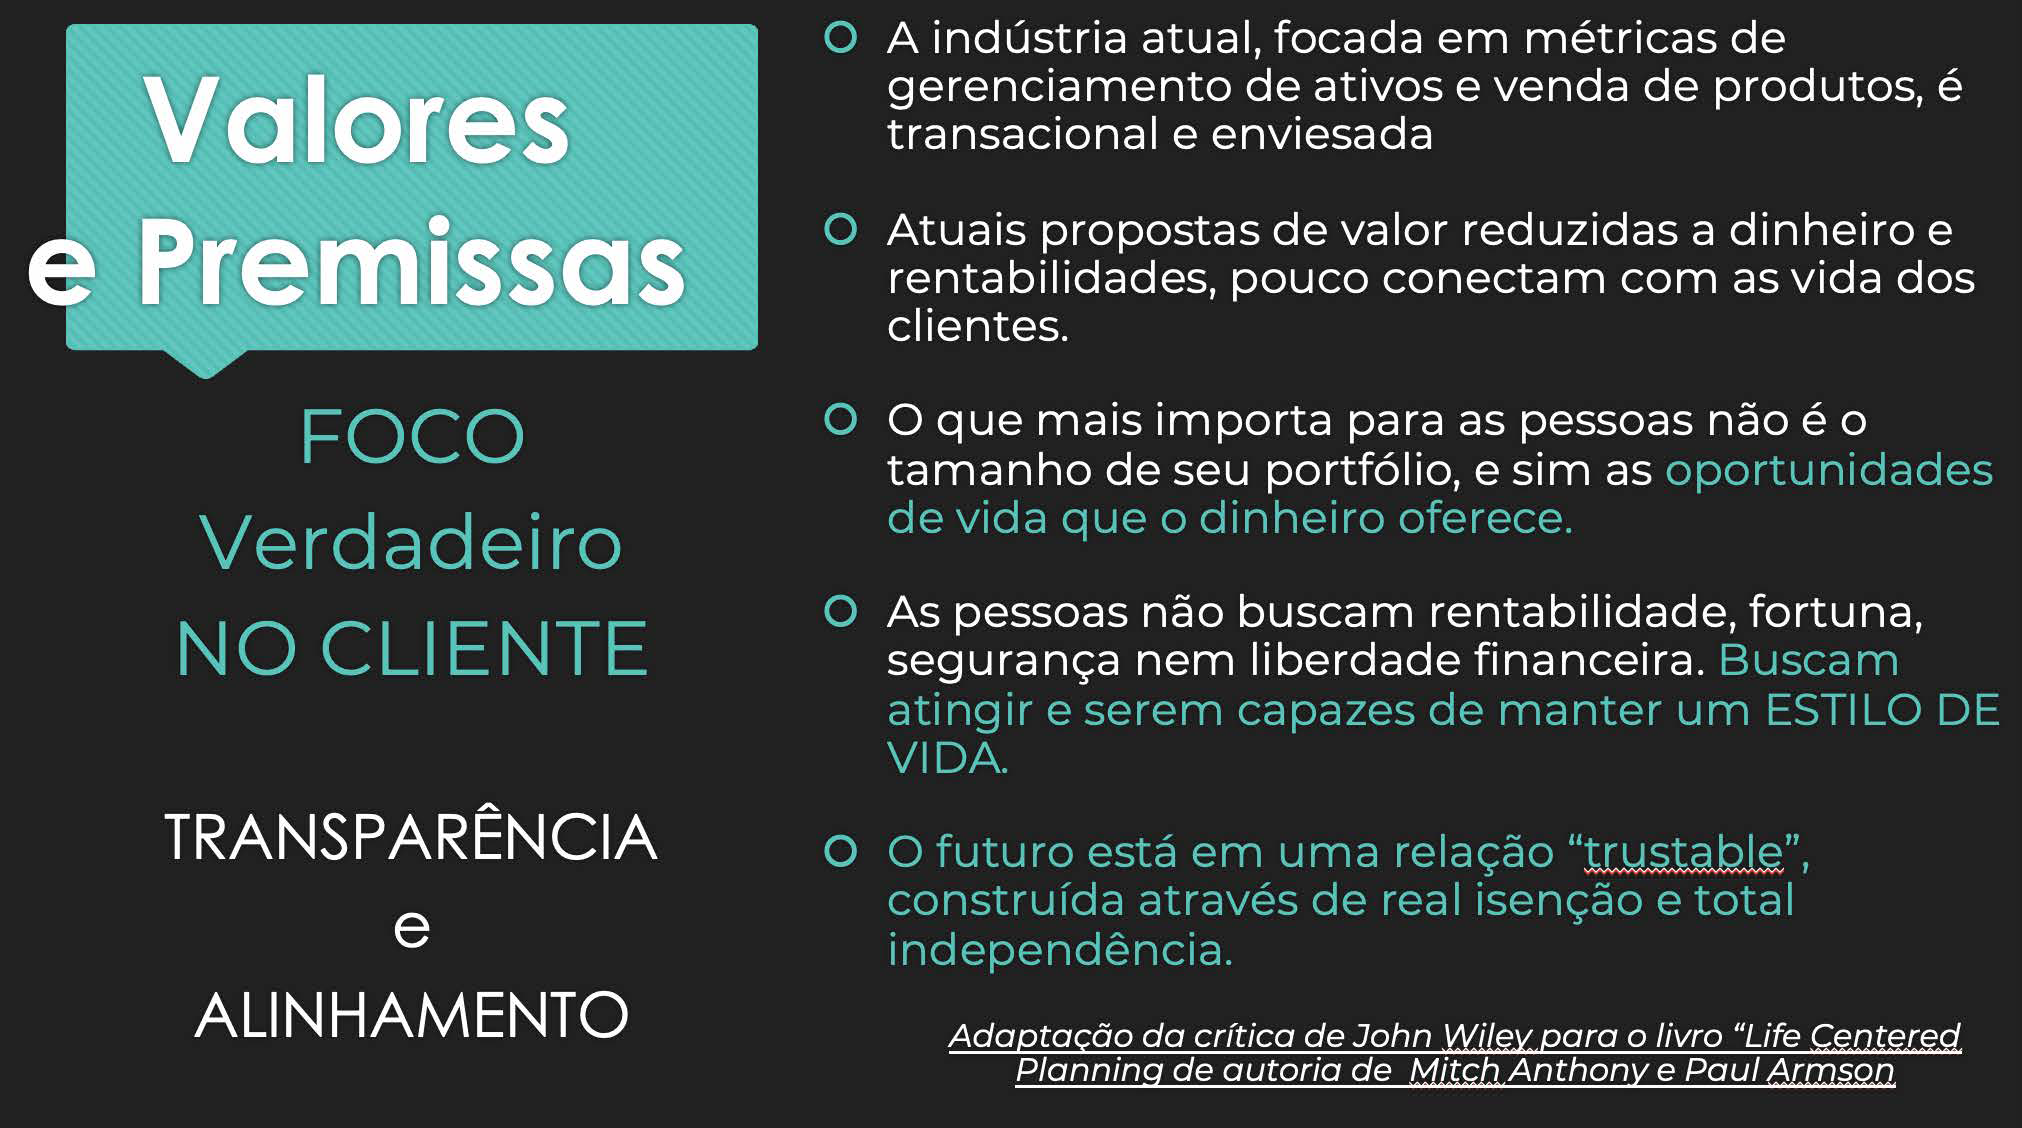 Valores
e Premissas
FOCO
Verdadeiro
NO CLIENTE
TRANSPARÊNCIA
e
ALINHAMENTO
A indústria atual, focada em métricas de
gerenciamento de ativos e venda de produtos, é
transacional e enviesada
Atuais propostas de valor reduzidas a dinheiro e
rentabilidades, pouco conectam com as vida dos
clientes.
O que mais importa para as pessoas não é o
tamanho de seu portfólio, e sim as oportunidades
de vida que o dinheiro oferece.
As pessoas não buscam rentabilidade, fortuna,
segurança nem liberdade financeira. Buscam
atingir e serem capazes de manter um ESTILO DE
VIDA.
O futuro está em uma relação “trustable”,
construída através de real isenção e total
independência.
Adaptação da crítica de John Wiley para o livro “Life Centered
Planning de autoria de Mitch Anthony e Paul Armson